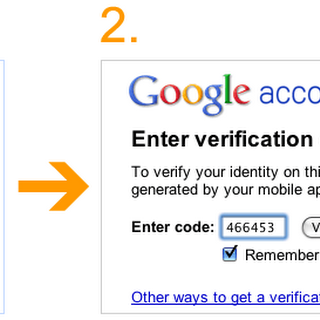 2.
Google acco
Enter verification
To verify your identity on thi
generated by your mobile ap
Enter code: 466453 V
Remember
Other ways to get a verifica